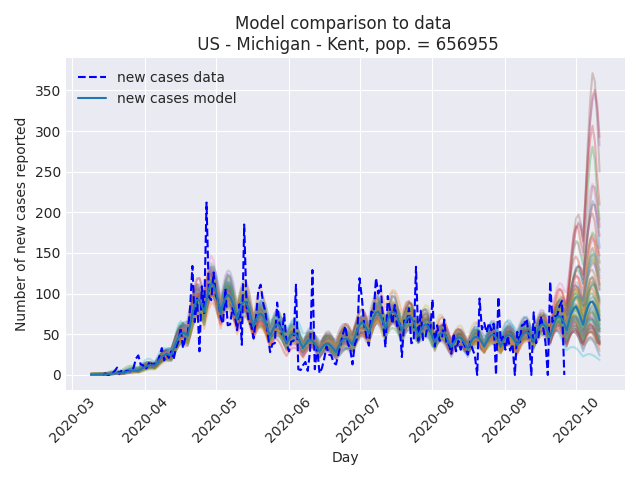 Model comparison to data
US - Michigan - Kent, pop. = 656955
new cases data
new cases model
Number of new cases reported
350
300
250
200
150
100
50
0
2020-03
2020-04
2020-05
2020-06
2020-07
2020-08
2020-09
2020-10
Day